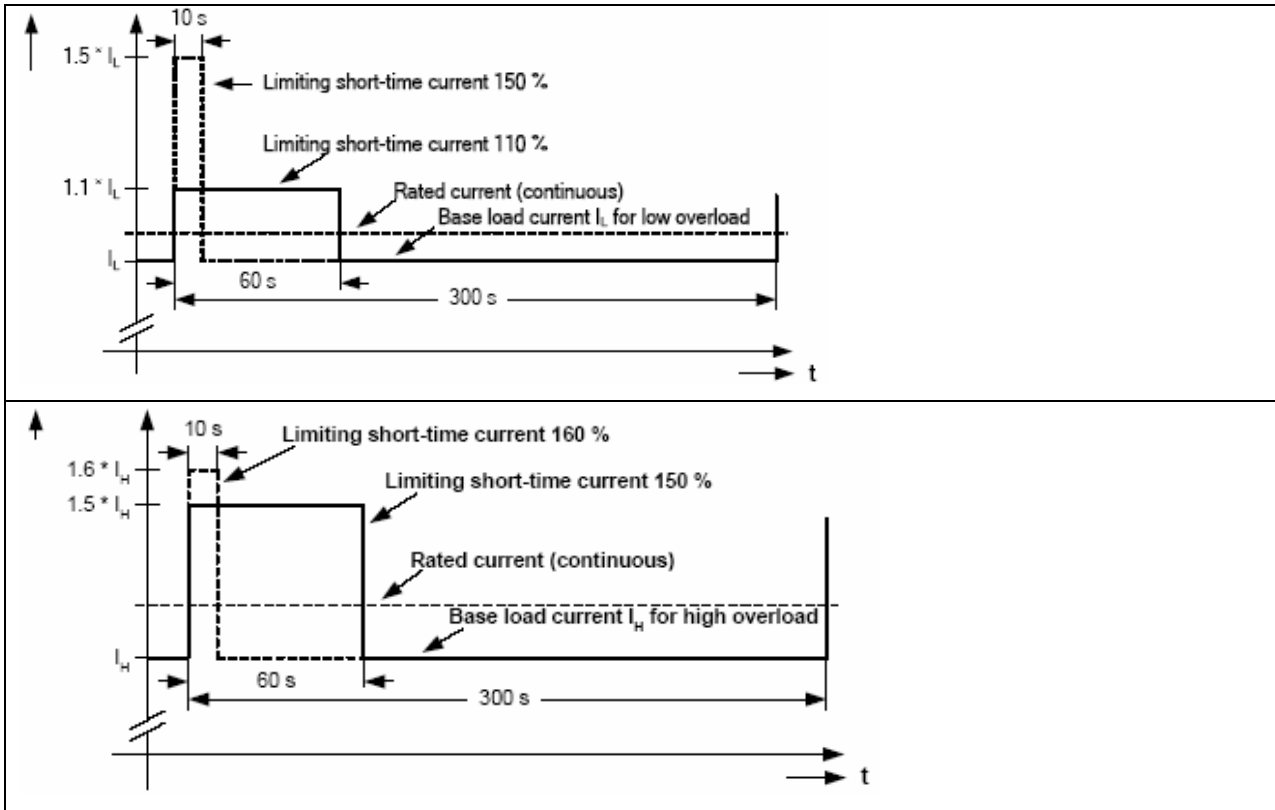 10 s
1.5 * I_L
Limiting short-time current 150 %
Limiting short-time current 110 %
1.1 * I_L
Rated current (continuous)
Base load current I_L for low overload
I_L
60 s
300 s
t
10 s
Limiting short-time current 160 %
1.6 * I_H
Limiting short-time current 150 %
1.5 * I_H
Rated current (continuous)
Base load current I_H for high overload
I_H
60 s
300 s
t